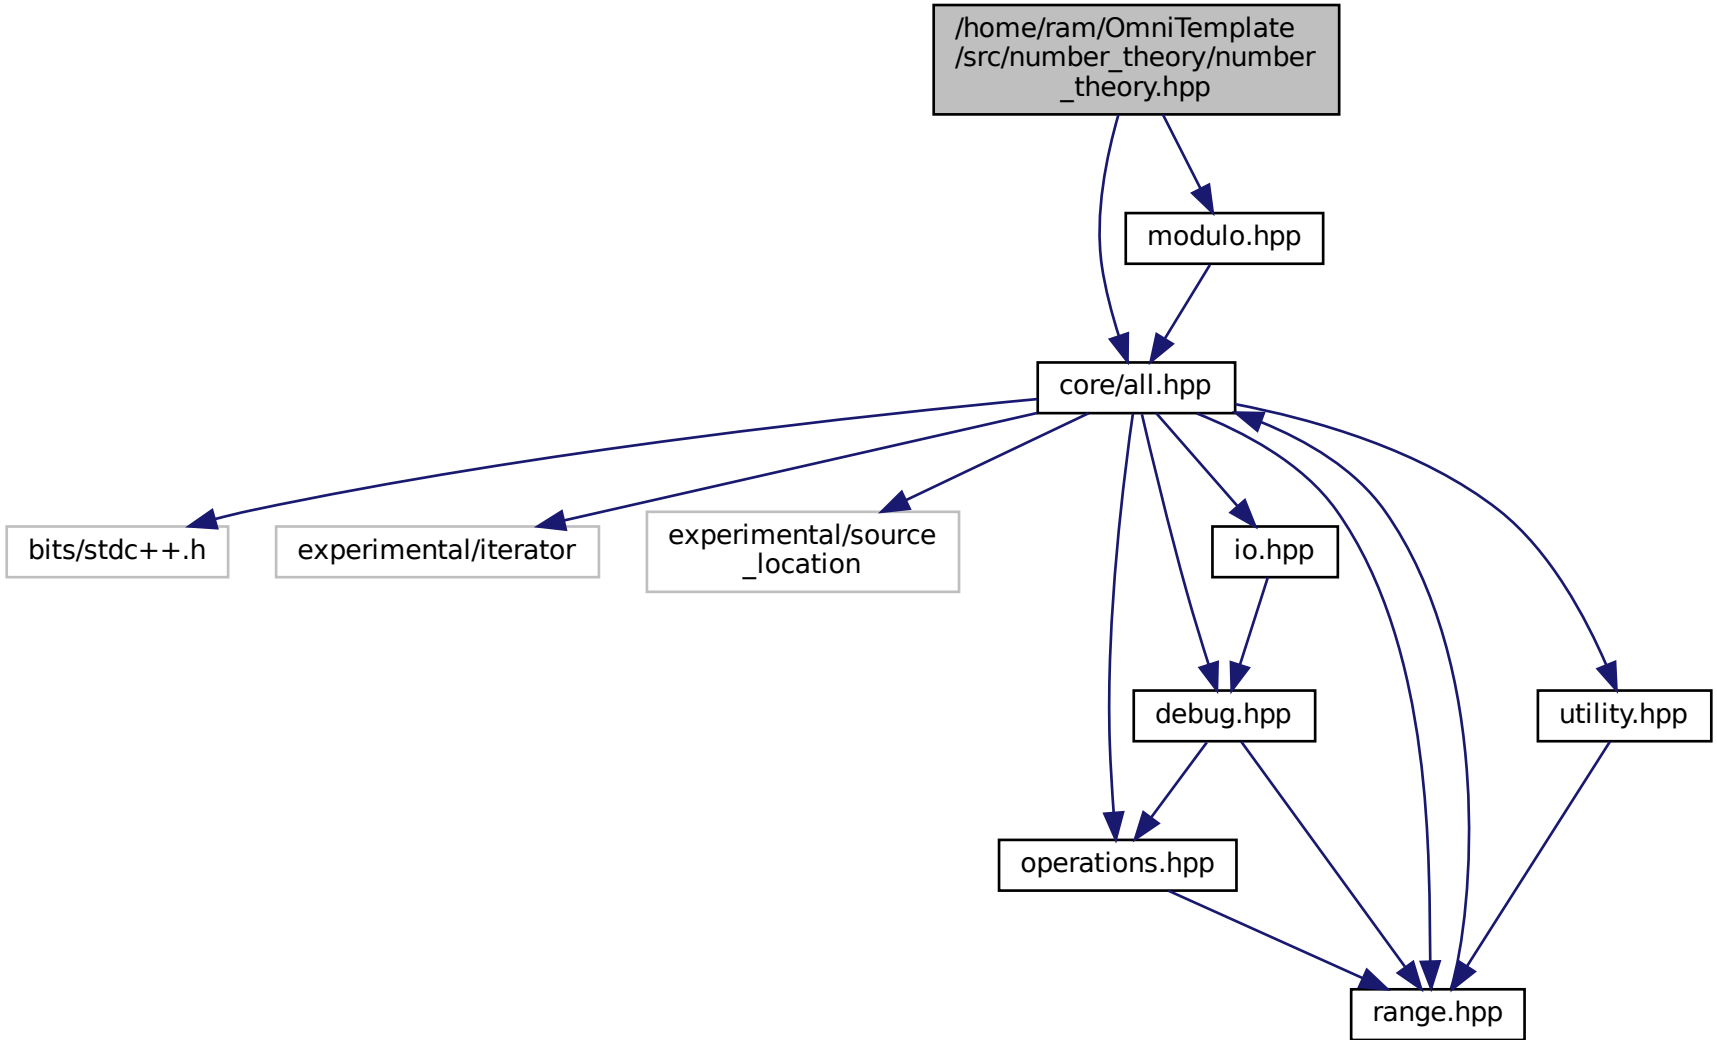 /home/ram/OmniTemplate
/src/number_theory/number
_theory.hpp
modulo.hpp
core/all.hpp
bits/stdc++.h
experimental/iterator
experimental/source
_location
io.hpp
debug.hpp
utility.hpp
operations.hpp
range.hpp